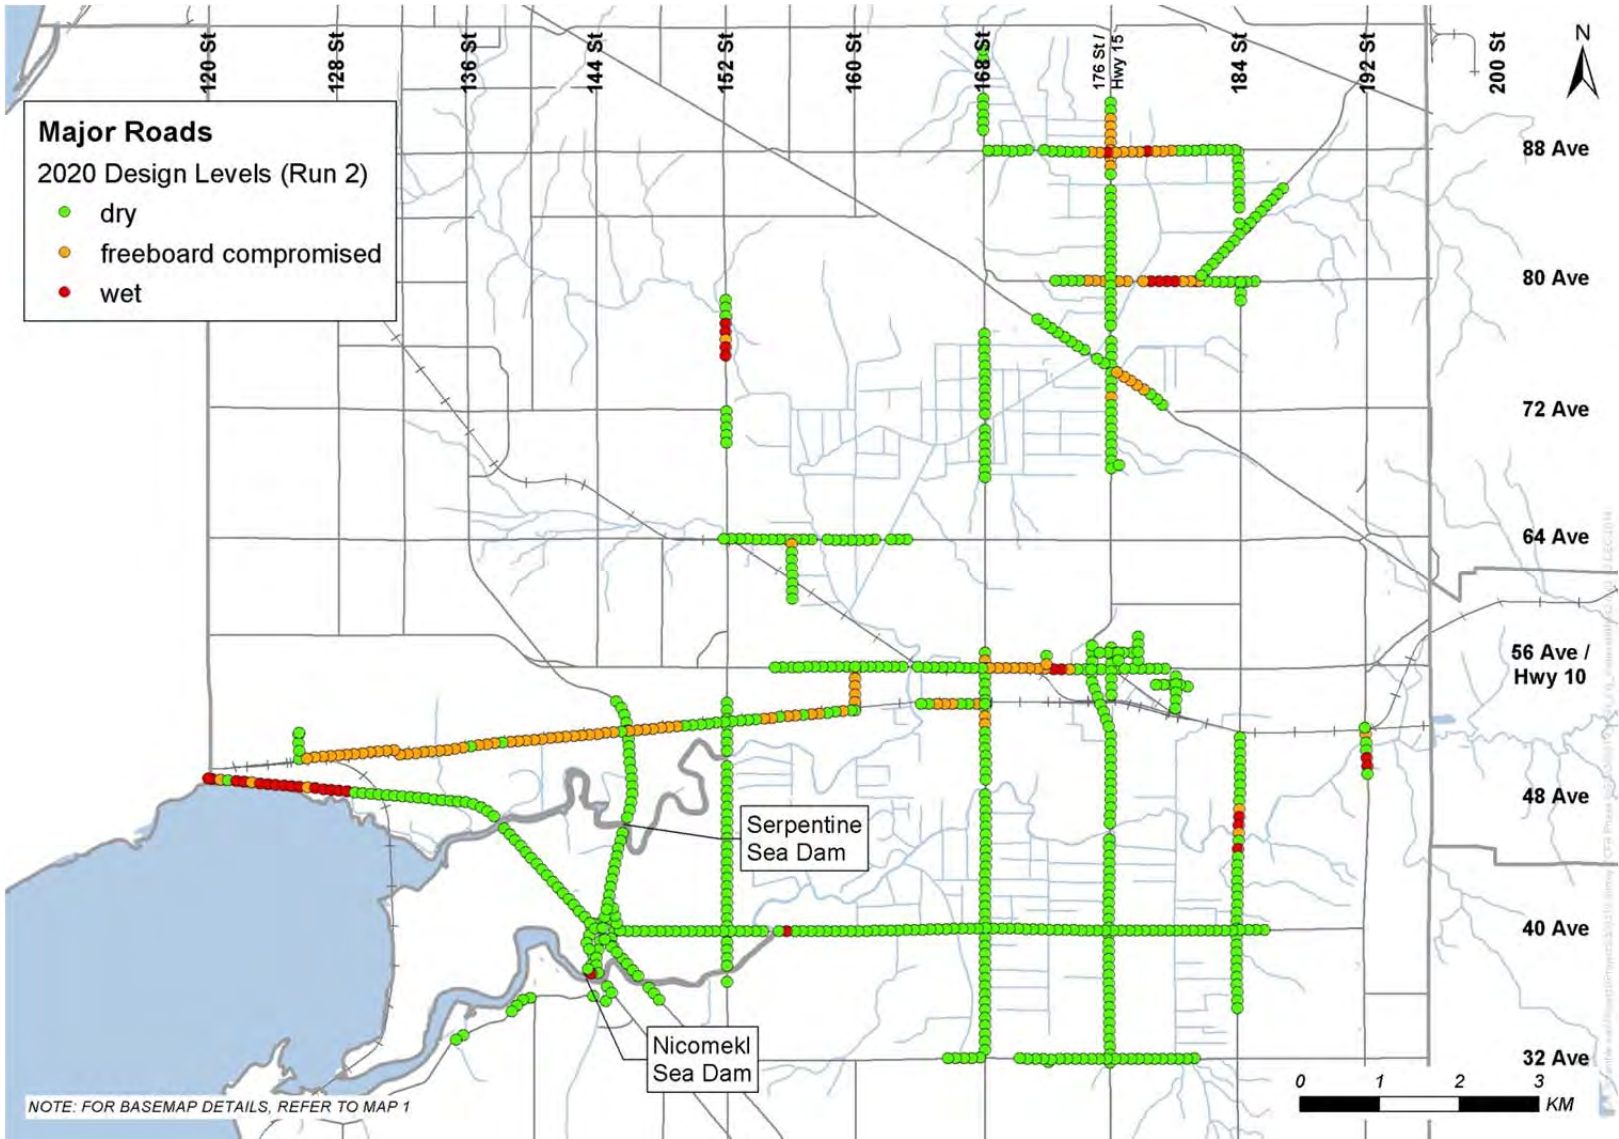 120 St
128 St
136 St
144 St
152 St
160 St
168 St
176 St /
Hwy 15
184 St
192 St
200 St
N
Major Roads
2020 Design Levels (Run 2)
dry
freeboard compromised
wet
88 Ave
80 Ave
72 Ave
64 Ave
56 Ave /
Hwy 10
48 Ave
Serpentine
Sea Dam
40 Ave
Nicomekl
Sea Dam
32 Ave
0 1 2 3
KM
NOTE: FOR BASEMAP DETAILS, REFER TO MAP 1